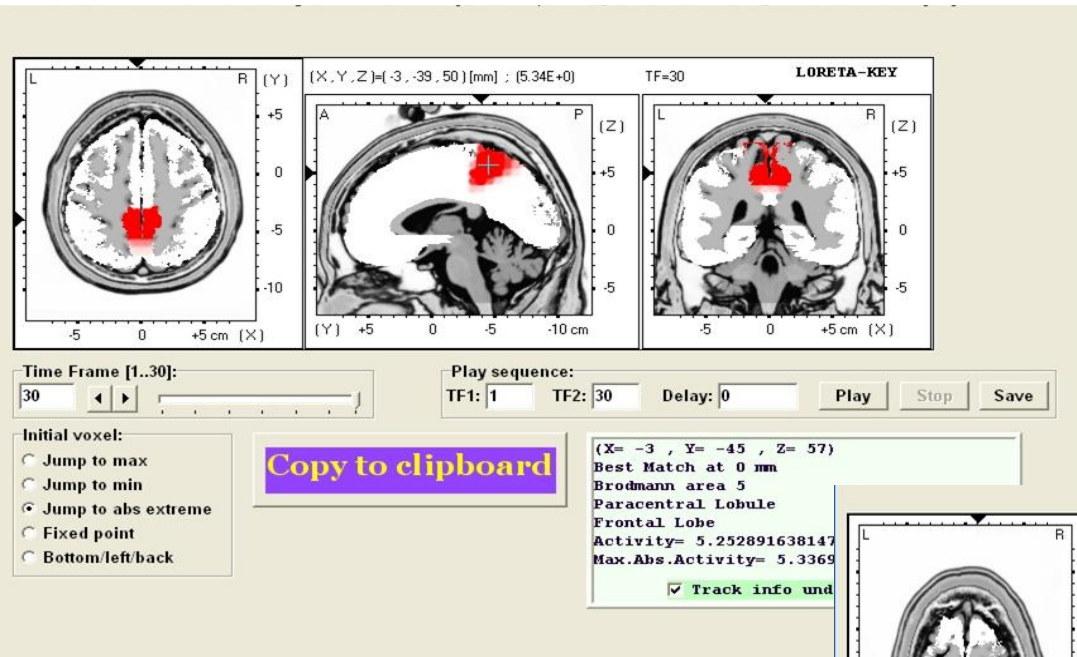 L R (Y)
+5
0
-5
-10
-5 0 +5 cm (X)
(X,Y,Z)=( -3 , -39 , 50 ) [mm] ; (5.34E+0) TF=30 LORETA-KEY
A P (Z)
+5
0
-5
(Y) +5 0 -5 -10 cm
L R (Z)
+5
0
-5
-5 0 +5 cm (X)
Time Frame [1..30]:
30
Play sequence:
TF1: 1 TF2: 30 Delay: 0 Play Stop Save
Initial voxel:
Jump to max
Jump to min
Jump to abs extreme
Fixed point
Bottom/left/back
Copy to clipboard
(X= -3 , Y= -45 , Z= 57)
Best Match at 0 mm
Brodmann area 5
Paracentral Lobule
Frontal Lobe
Activity= 5.252891638147
Max.Abs.Activity= 5.3369
Track info und
L R